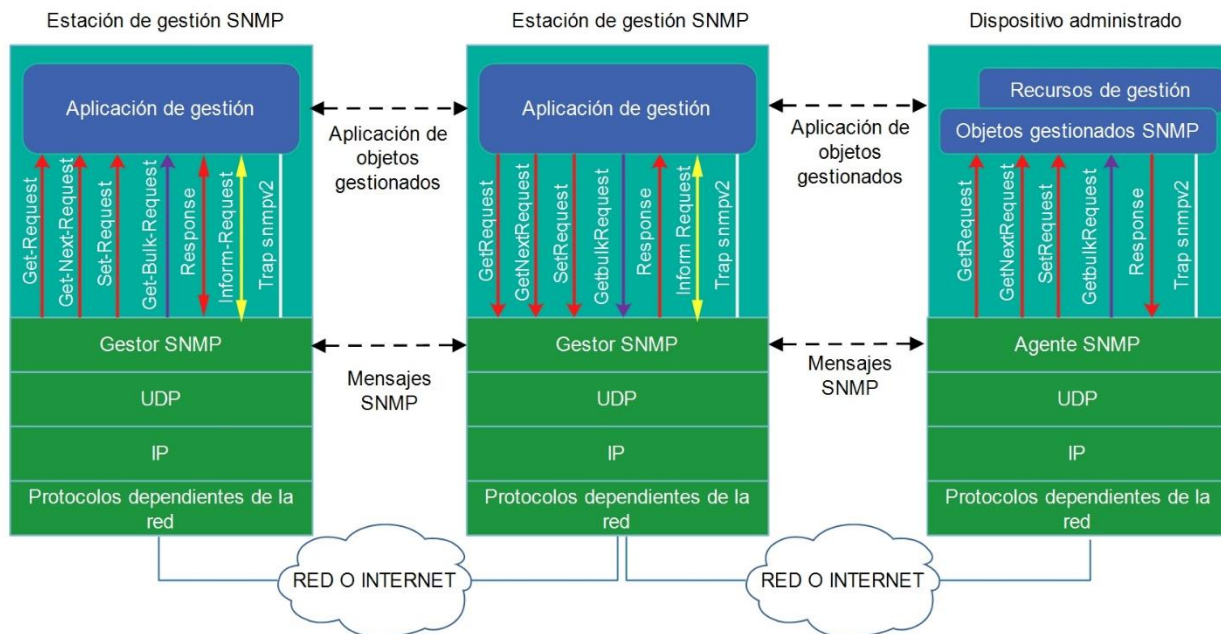 Estación de gestión SNMP
Estación de gestión SNMP
Dispositivo administrado
Aplicación de gestión
Aplicación de gestión
Recursos de gestión
Objetos gestionados SNMP
Aplicación de
objetos
gestionados
Aplicación de
objetos
gestionados
Get-Request
Get-Next-Request
Set-Request
Get-Bulk-Request
Response
Inform-Request
Trap snmpv2
GetRequest
GetNextRequest
SetRequest
GetbulkRequest
Response
Inform Request
Trap snmpv2
GetRequest
GetNextRequest
SetRequest
GetbulkRequest
Response
Trap snmpv2
Gestor SNMP
Gestor SNMP
Agente SNMP
Mensajes
SNMP
Mensajes
SNMP
UDP
UDP
UDP
IP
IP
IP
Protocolos dependientes de la
red
Protocolos dependientes de la
red
Protocolos dependientes de la
red
RED O INTERNET
RED O INTERNET